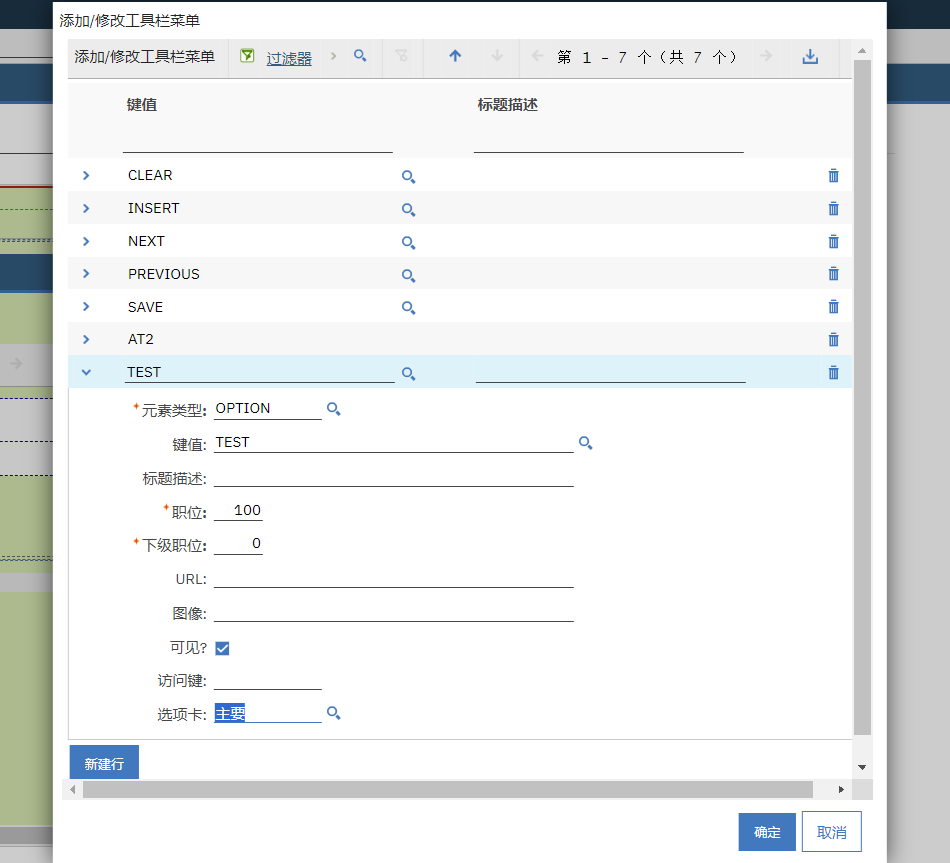 添加/修改工具栏菜单
添加/修改工具栏菜单 过滤器 第 1 - 7 个（共 7 个）
键值 标题描述
CLEAR
INSERT
NEXT
PREVIOUS
SAVE
AT2
TEST
*元素类型: OPTION
键值: TEST
标题描述:
*职位: 100
*下级职位: 0
URL:
图像:
可见?
访问键:
选项卡: 主要
新建行
确定 取消